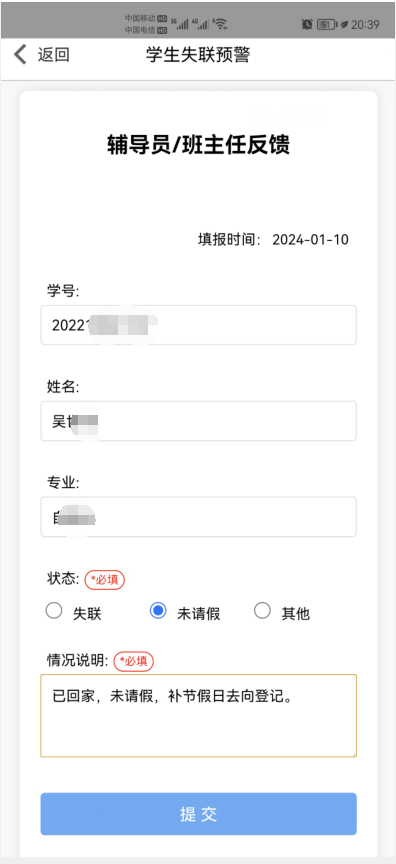 中国移动 HD 5G 4G 6
中国电信 HD 51 20:39
返回 学生失联预警
辅导员/班主任反馈
填报时间： 2024-01-10
学号:
2022
姓名:
吴
专业:
状态: *必填
失联 未请假 其他
情况说明: *必填
已回家，未请假，补节假日去向登记。
提交